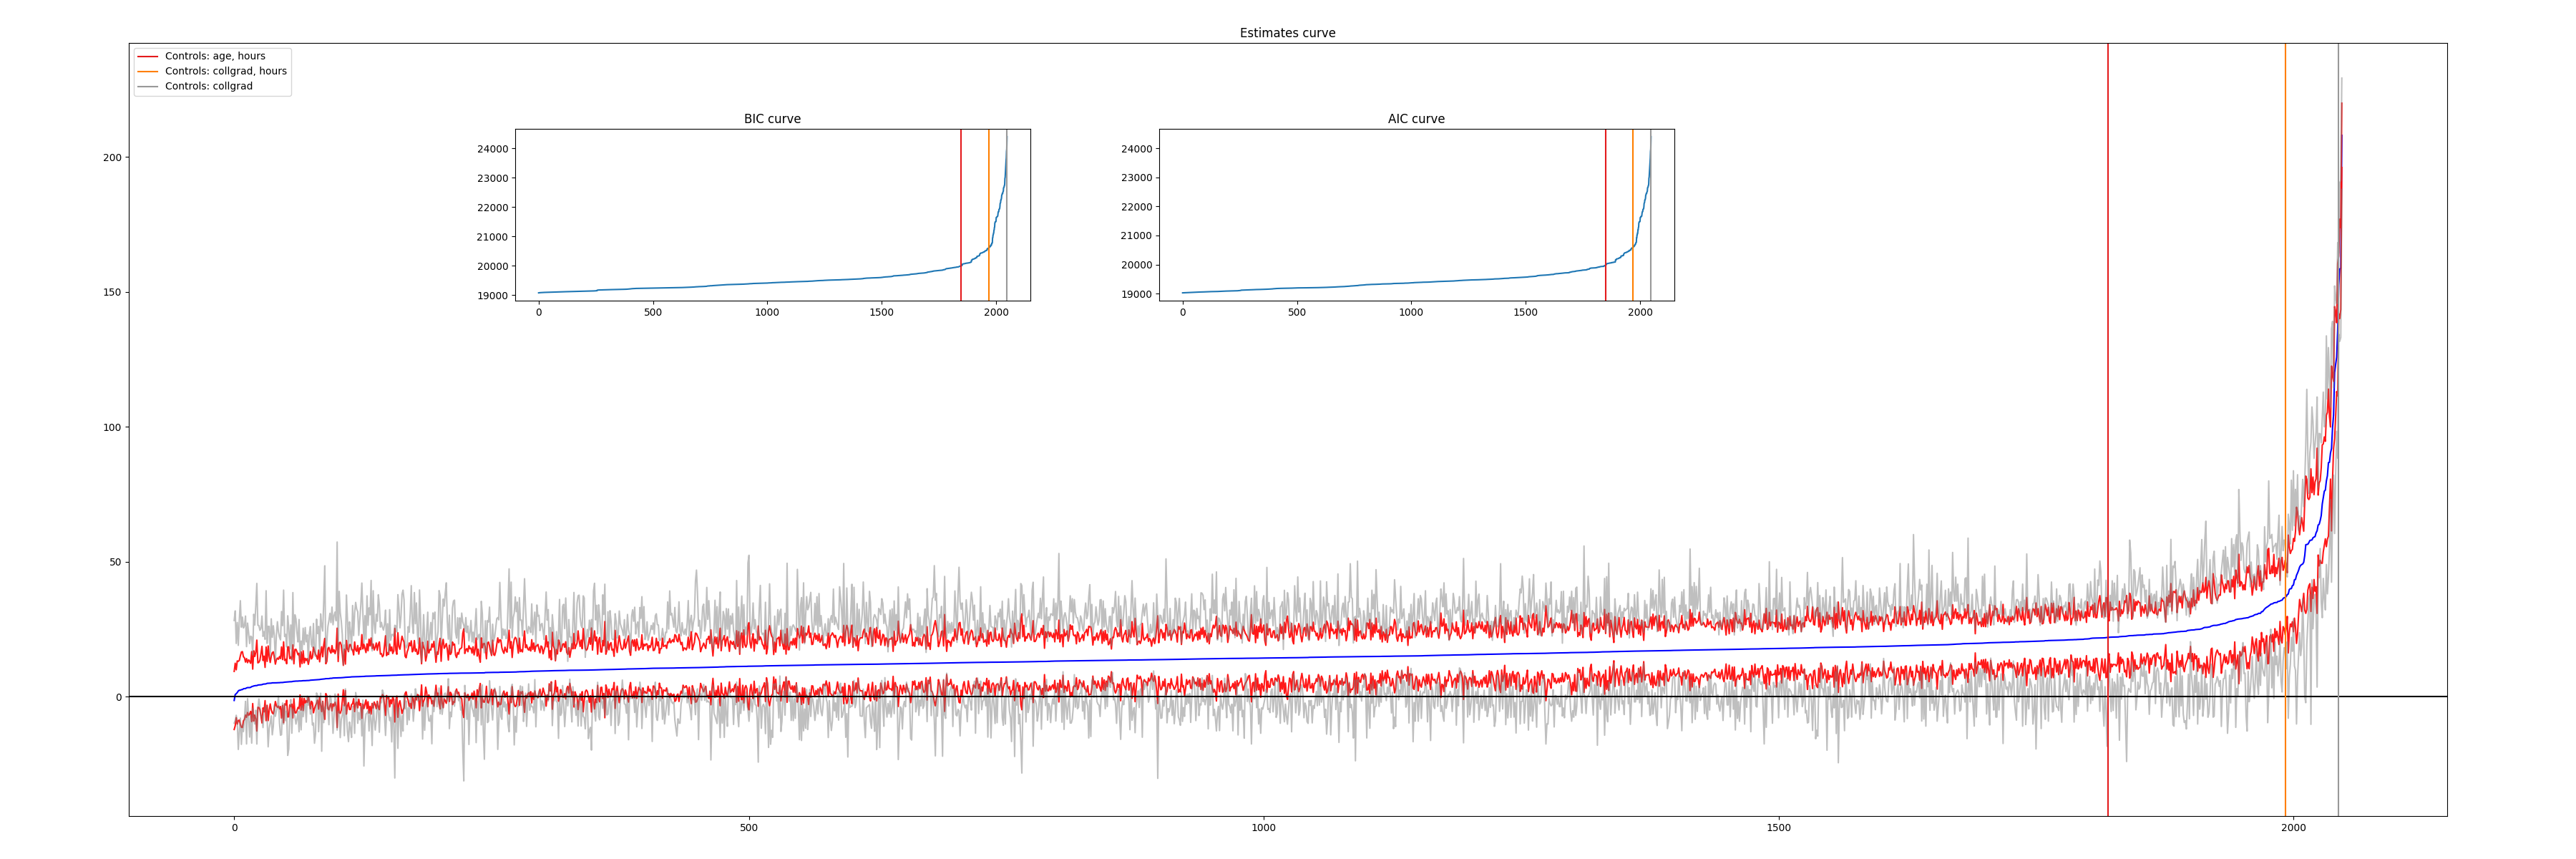 Estimates curve
Controls: age, hours
Controls: collgrad, hours
Controls: collgrad
BIC curve
24000
23000
22000
21000
20000
19000
0 500 1000 1500 2000
AIC curve
24000
23000
22000
21000
20000
19000
0 500 1000 1500 2000
200
150
100
50
0
0 500 1000 1500 2000